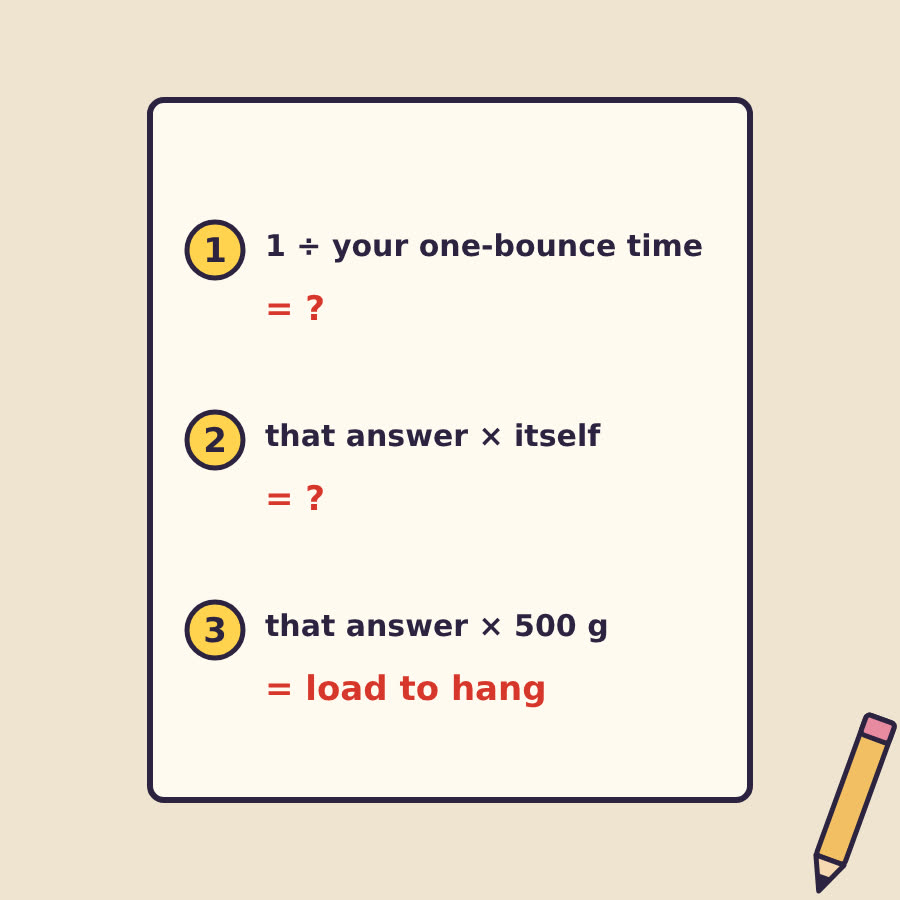 1
1 ÷ your one-bounce time
= ?
2
that answer × itself
= ?
3
that answer × 500 g
= load to hang